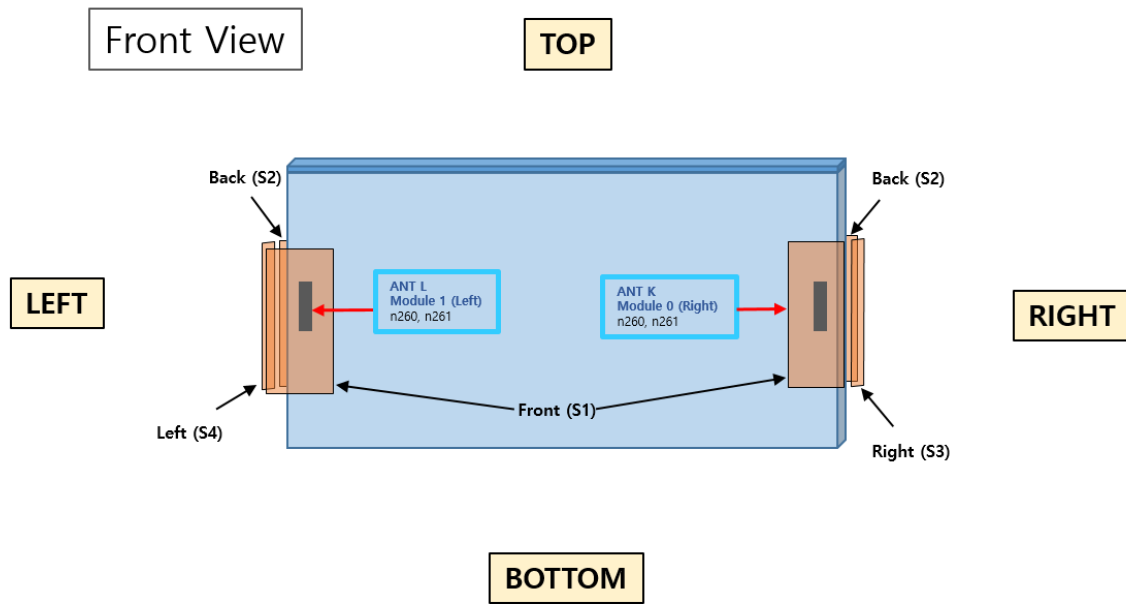 Front View
TOP
Back (S2)
Back (S2)
LEFT
ANT L
Module 1 (Left)
n260, n261
ANT K
Module 0 (Right)
n260, n261
RIGHT
Front (S1)
Left (S4)
Right (S3)
BOTTOM